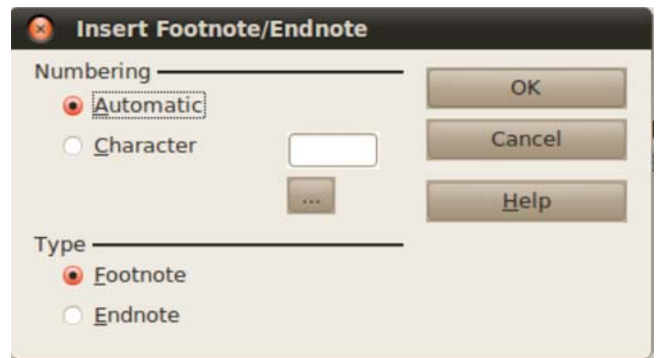 Insert Footnote/Endnote
Numbering
Automatic
Character
...
Type
Footnote
Endnote
OK
Cancel
Help